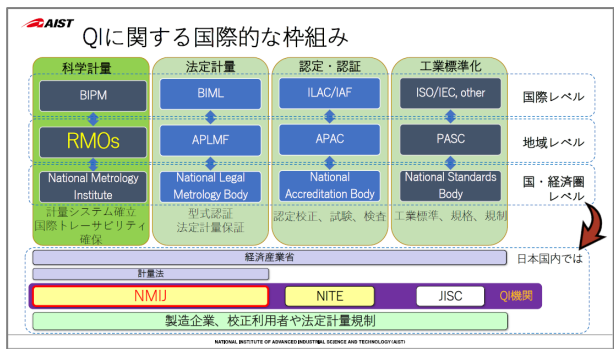 AIST
QIに関する国際的な枠組み
科学計量
法定計量
認定・認証
工業標準化
BIPM
BIML
ILAC/IAF
ISO/IEC, other
国際レベル
RMOs
APLMF
APAC
PASC
地域レベル
National Metrology
Institute
National Legal
Metrology Body
National
Accreditation Body
National Standards
Body
国・経済圏
レベル
計量システム確立
国際トレーサビリティ
確保
型式認証
法定計量保証
認定校正、試験、検査
工業標準、規格、規制
経済産業省
日本国内では
計量法
NMIJ
NITE
JISC
QI機関
製造企業、校正利用者や法定計量規制
NATIONAL INSTITUTE OF ADVANCED INDUSTRIAL SCIENCE AND TECHNOLOGY (AIST)